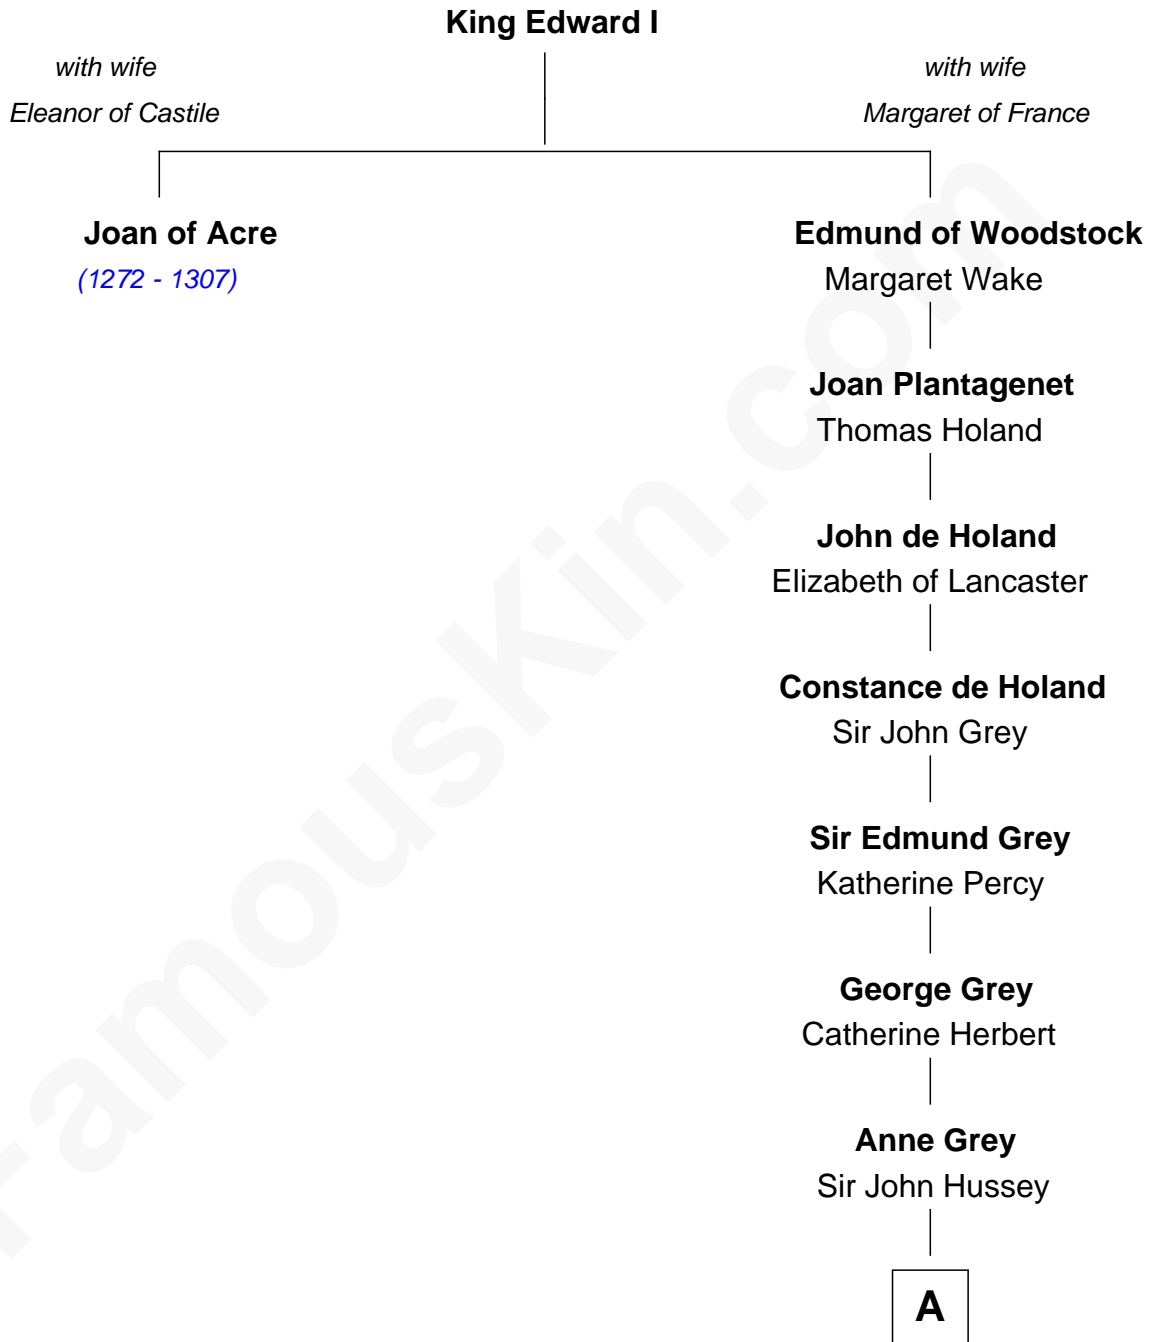 King Edward I
with wife
Eleanor of Castile
with wife
Margaret of France
Joan of Acre
(1272 - 1307)
Edmund of Woodstock
Margaret Wake
Joan Plantagenet
Thomas Holand
John de Holand
Elizabeth of Lancaster
Constance de Holand
Sir John Grey
Sir Edmund Grey
Katherine Percy
George Grey
Catherine Herbert
Anne Grey
Sir John Hussey
A
FamousKin.com